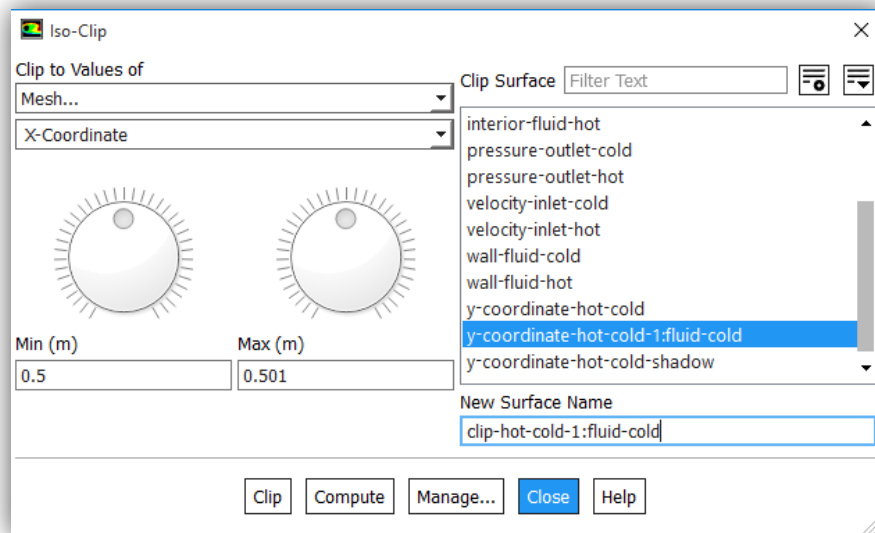 Iso-Clip
Clip to Values of
Mesh...
X-Coordinate
Min (m)
Max (m)
0.5
0.501
Clip Surface
Filter Text
interior-fluid-hot
pressure-outlet-cold
pressure-outlet-hot
velocity-inlet-cold
velocity-inlet-hot
wall-fluid-cold
wall-fluid-hot
y-coordinate-hot-cold
y-coordinate-hot-cold-1:fluid-cold
y-coordinate-hot-cold-shadow
New Surface Name
clip-hot-cold-1:fluid-cold
Clip
Compute
Manage...
Close
Help